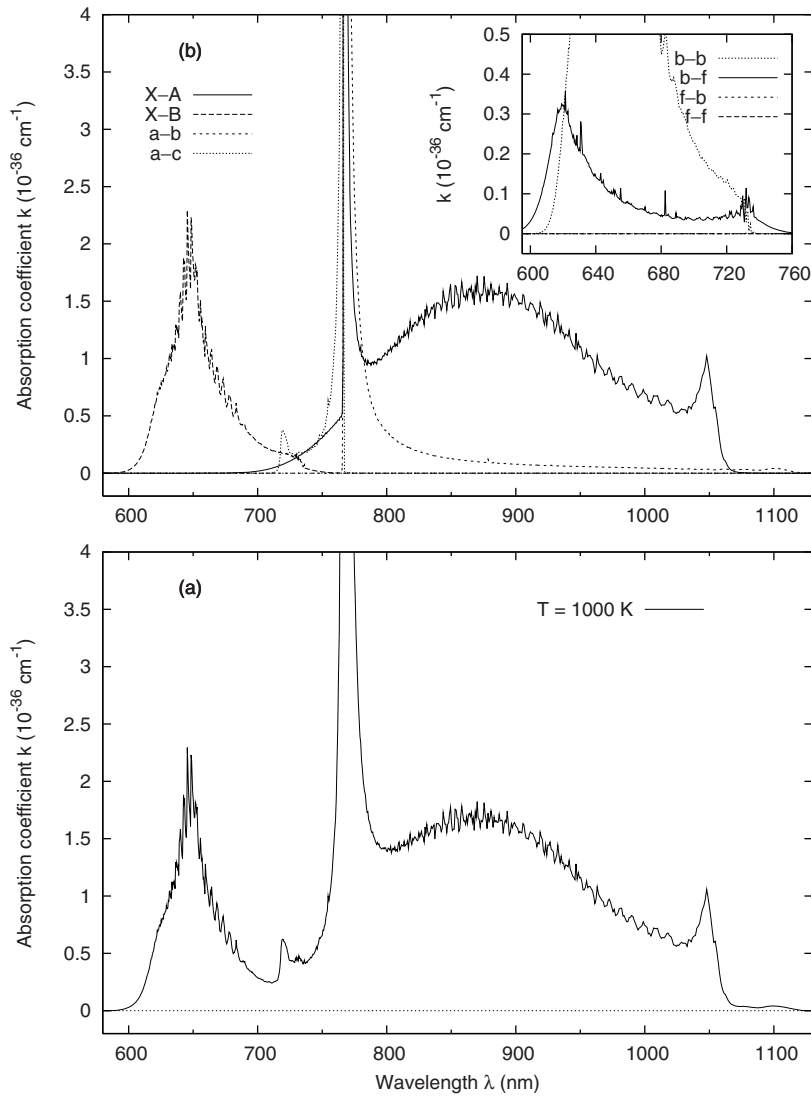 4
3.5
3
2.5
2
1.5
1
0.5
0
Absorption coefficient k (10⁻³⁶ cm⁻¹)
(b)
X–A
X–B
a–b
a–c
0.5
0.4
0.3
0.2
0.1
0
k (10⁻³⁶ cm⁻¹)
b–b
b–f
f–b
f–f
600 640 680 720 760
600 700 800 900 1000 1100
4
3.5
3
2.5
2
1.5
1
0.5
0
Absorption coefficient k (10⁻³⁶ cm⁻¹)
(a)
T = 1000 K
600 700 800 900 1000 1100
Wavelength λ (nm)